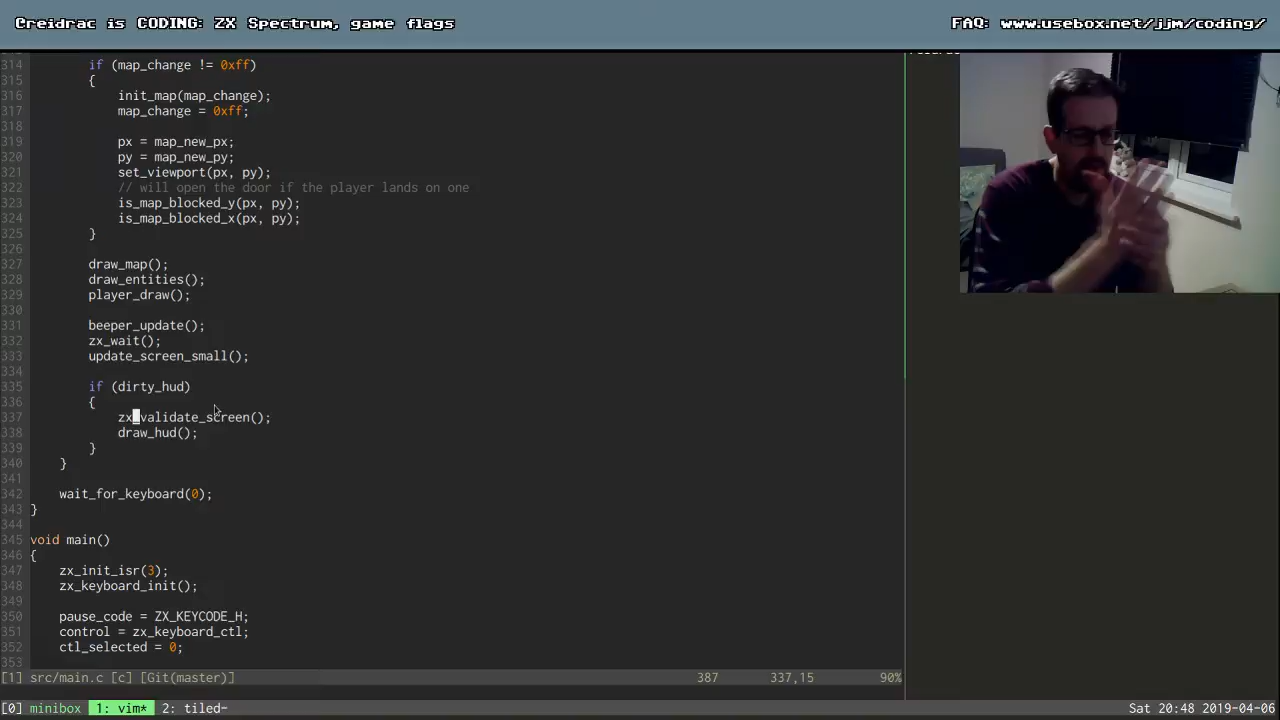 Creidrac is CODING: ZX Spectrum, game flags
FAQ: www.usebox.net/jjm/coding/
314 if (map_change != 0xff)
315 {
316 init_map(map_change);
317 map_change = 0xff;
318
319 px = map_new_px;
320 py = map_new_py;
321 set_viewport(px, py);
322 // will open the door if the player lands on one
323 is_map_blocked_y(px, py);
324 is_map_blocked_x(px, py);
325 }
326
327 draw_map();
328 draw_entities();
329 player_draw();
330
331 beeper_update();
332 zx_wait();
333 update_screen_small();
334
335 if (dirty_hud)
336 {
337 zx_validate_screen();
338 draw_hud();
339 }
340 }
341
342 wait_for_keyboard(0);
343 }
344
345 void main()
346 {
347 zx_init_isr(3);
348 zx_keyboard_init();
349
350 pause_code = ZX_KEYCODE_H;
351 control = zx_keyboard_ctl;
352 ctl_selected = 0;
353
[1] src/main.c [c] [Git(master)] 387 337,15 90%
[0] minibox 1: vim* 2: tiled- Sat 20:48 2019-04-06